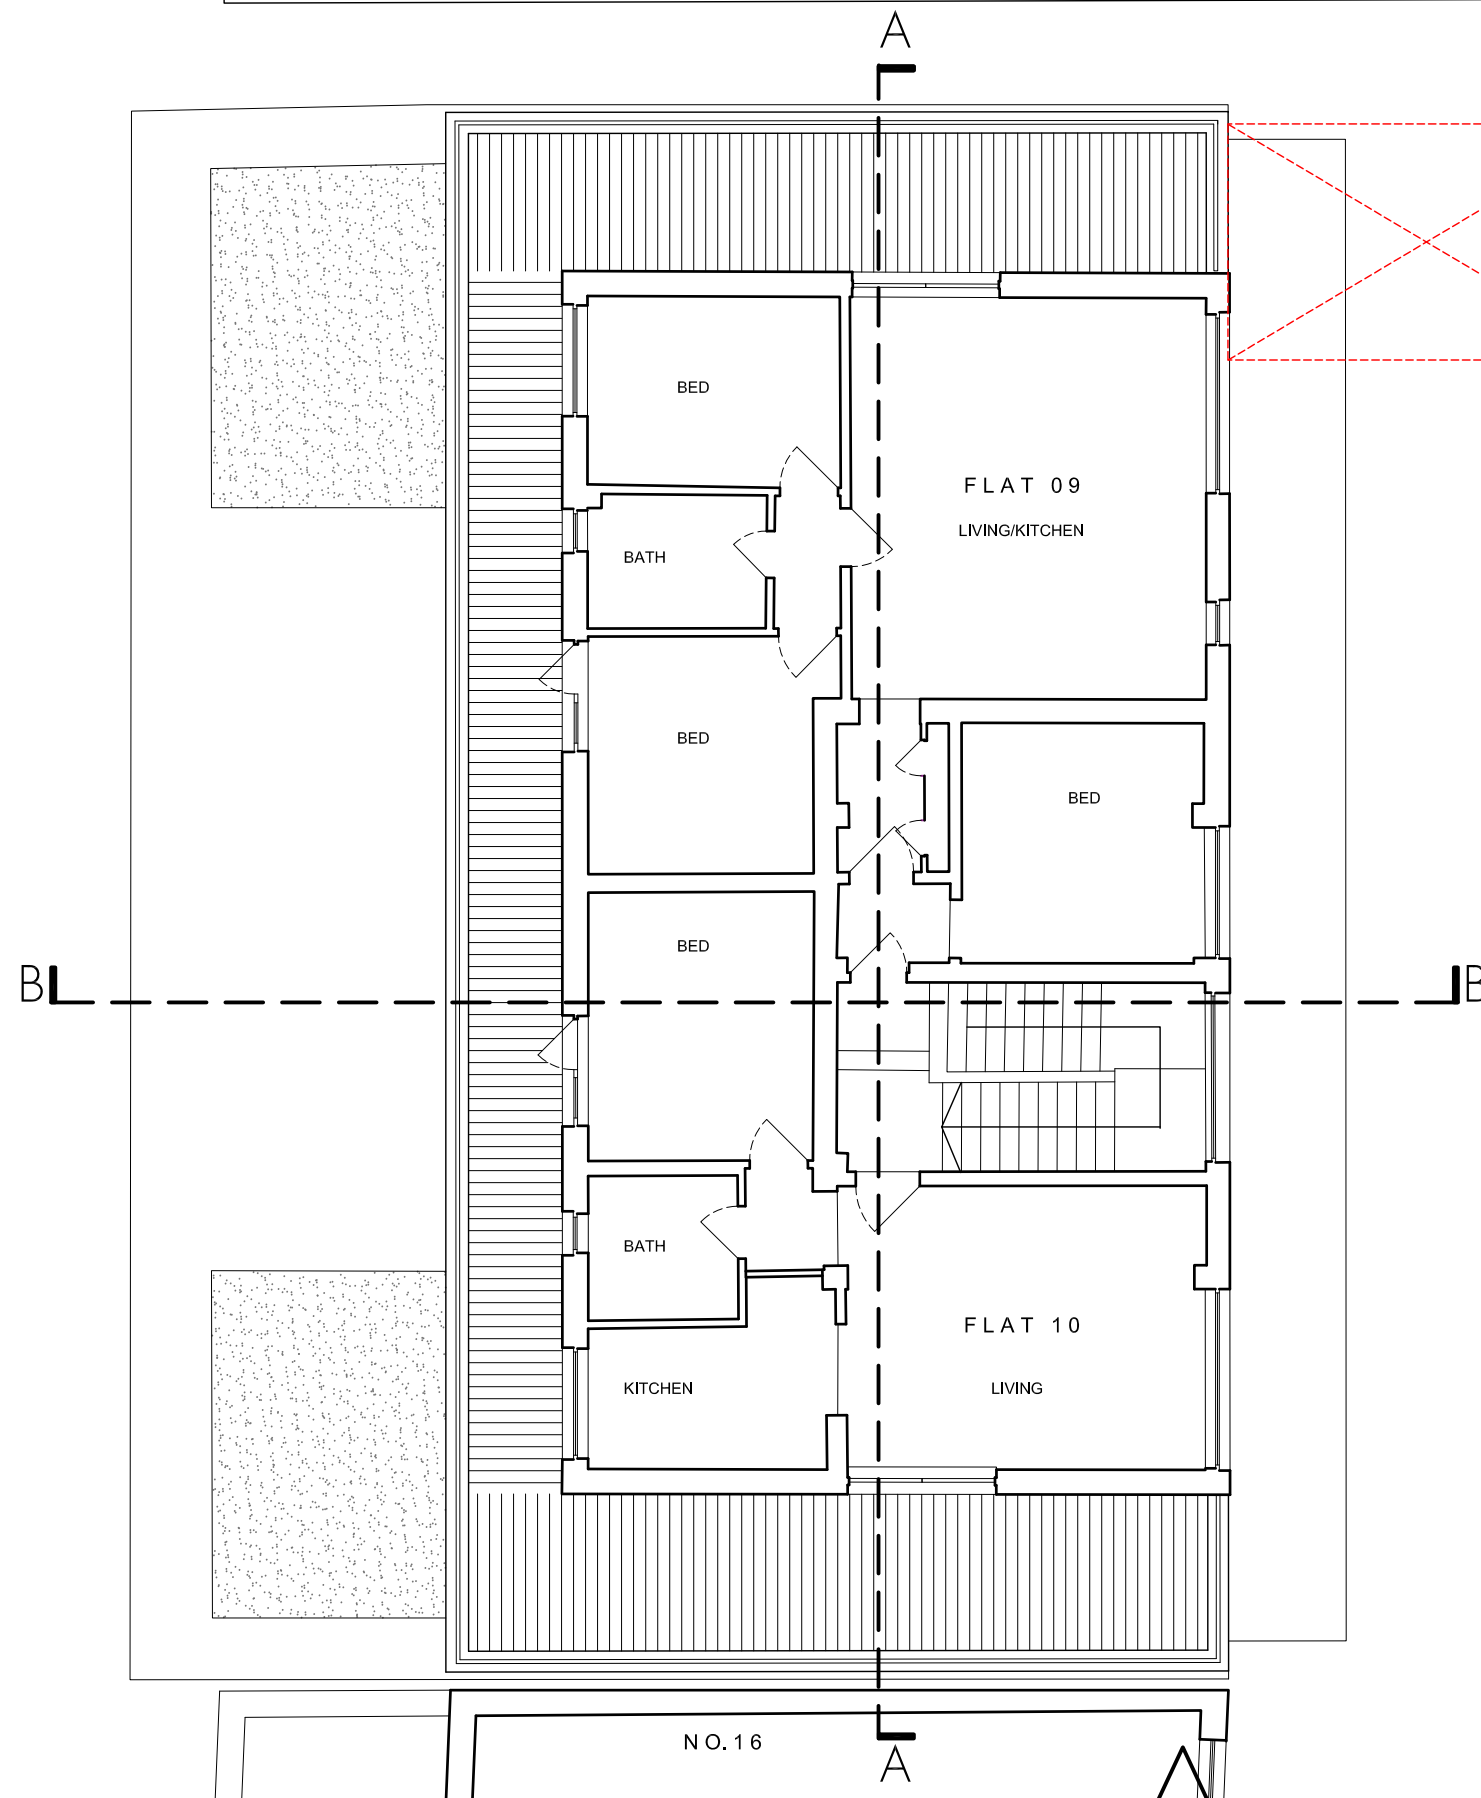 A
BED
FLAT 09
LIVING/KITCHEN
BATH
BED
BED
BED
B
B
BATH
FLAT 10
KITCHEN
LIVING
NO.16
A